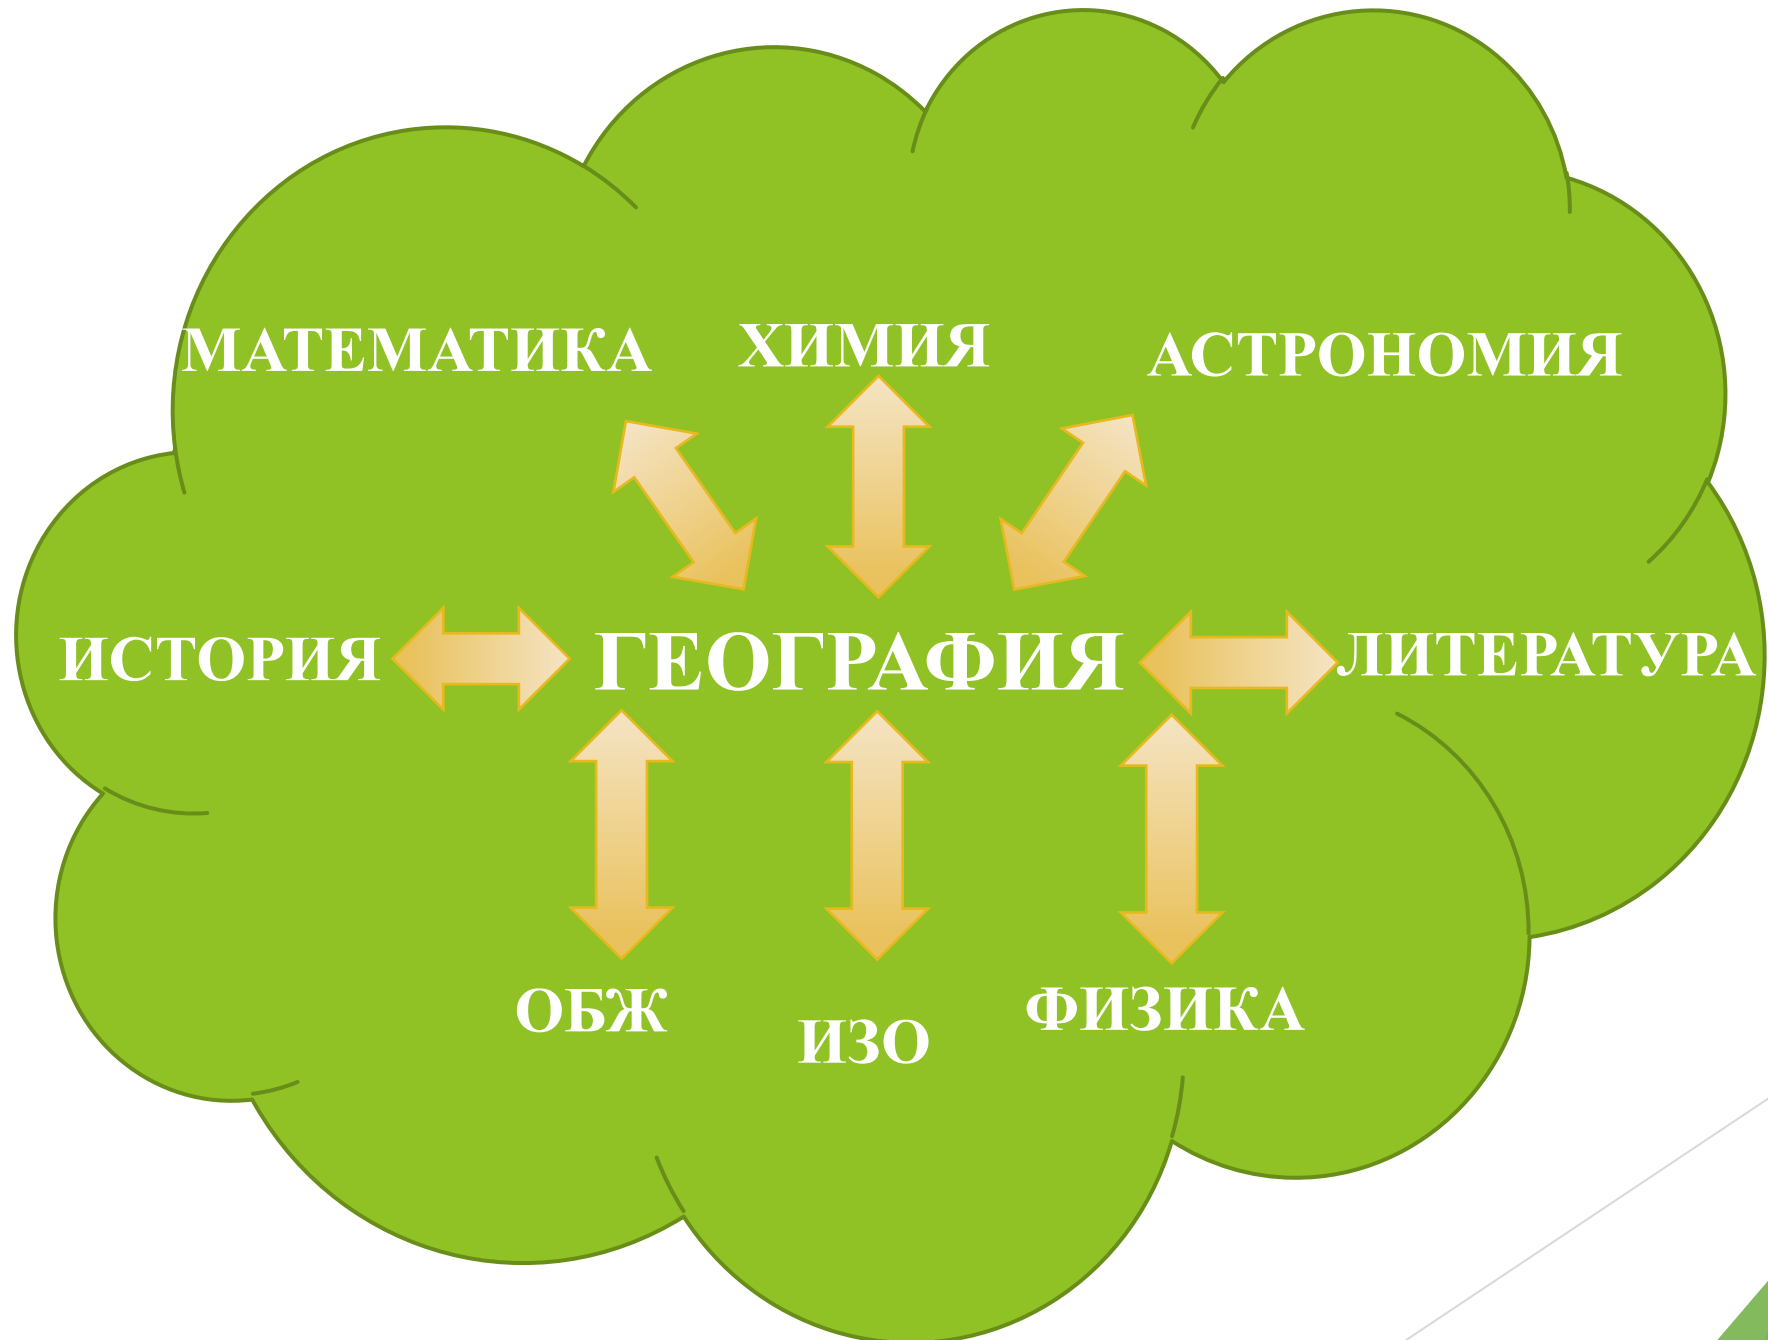 МАТЕМАТИКА
ХИМИЯ
АСТРОНОМИЯ
ИСТОРИЯ
ГЕОГРАФИЯ
ЛИТЕРАТУРА
ОБЖ
ИЗО
ФИЗИКА